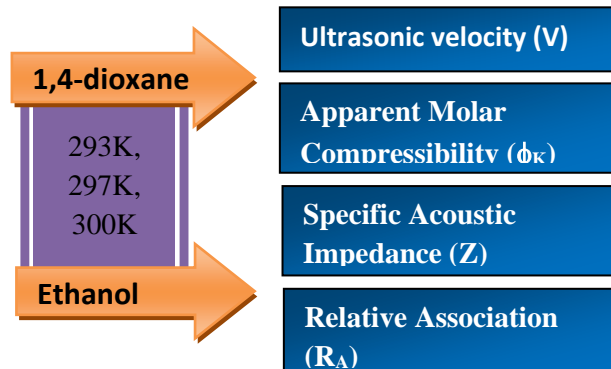 1,4-dioxane
293K,
297K,
300K
Ethanol
Ultrasonic velocity (V)
Apparent Molar
Compressibility (ϕK)
Specific Acoustic
Impedance (Z)
Relative Association
(RA)